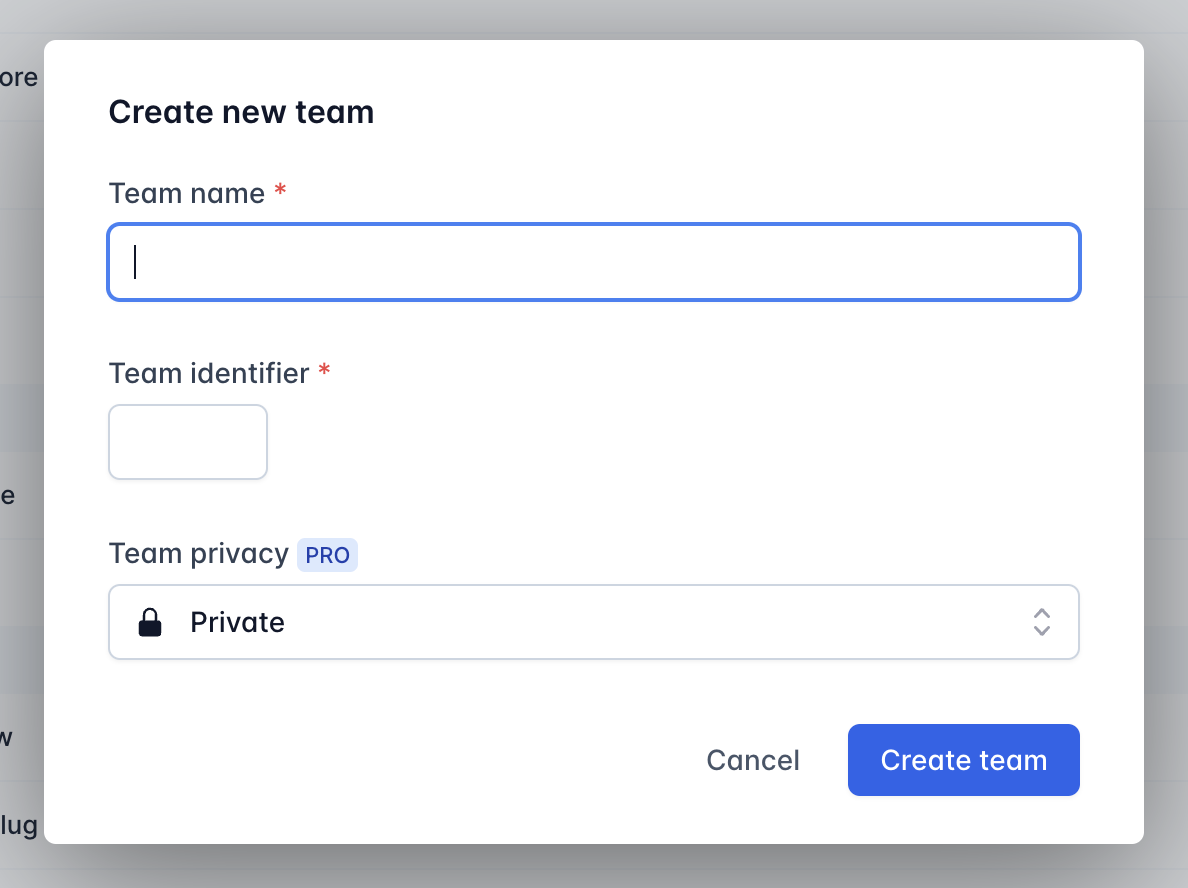 ore
Create new team
Team name *
Team identifier *
e
Team privacy PRO
Private
w
Cancel
Create team
lug